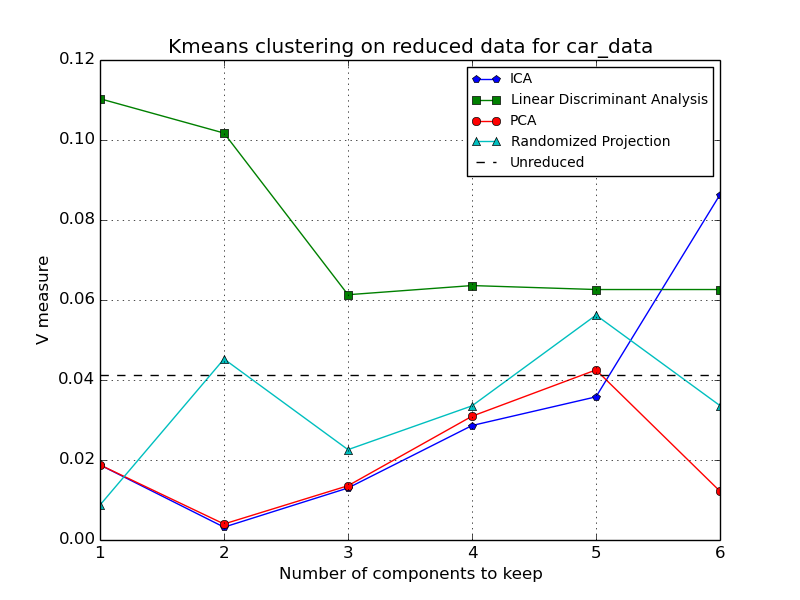 Kmeans clustering on reduced data for car_data
0.12
0.10
0.08
0.06
0.04
0.02
0.00
V measure
ICA
Linear Discriminant Analysis
PCA
Randomized Projection
Unreduced
1 2 3 4 5 6
Number of components to keep